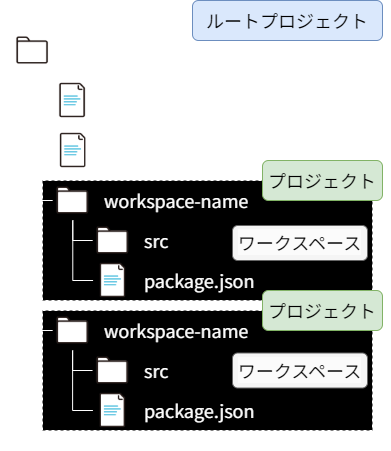 ルートプロジェクト
プロジェクト
workspace-name
src
ワークスペース
package.json
プロジェクト
workspace-name
src
ワークスペース
package.json